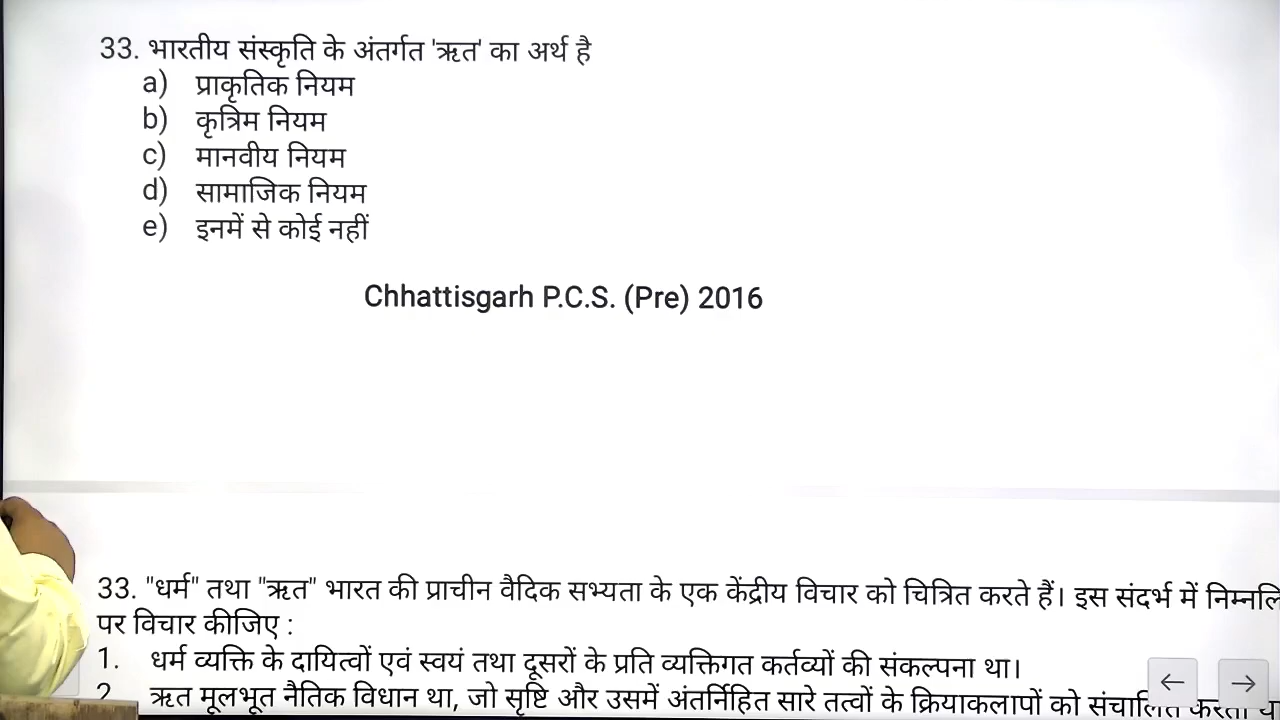 33. भारतीय संस्कृति के अंतर्गत 'ऋत' का अर्थ है
a) प्राकृतिक नियम
b) कृत्रिम नियम
c) मानवीय नियम
d) सामाजिक नियम
e) इनमें से कोई नहीं
Chhattisgarh P.C.S. (Pre) 2016
33. "धर्म" तथा "ऋत" भारत की प्राचीन वैदिक सभ्यता के एक केंद्रीय विचार को चित्रित करते हैं। इस संदर्भ में
पर विचार कीजिए :
1. धर्म व्यक्ति के दायित्वों एवं स्वयं तथा दूसरों के प्रति व्यक्तिगत कर्तव्यों की संकल्पना था।
2 ऋत मूलभूत नैतिक विधान था, जो सृष्टि और उसमें अंतर्निहित सारे तत्वों के क्रियाकलापों को संचालित करता